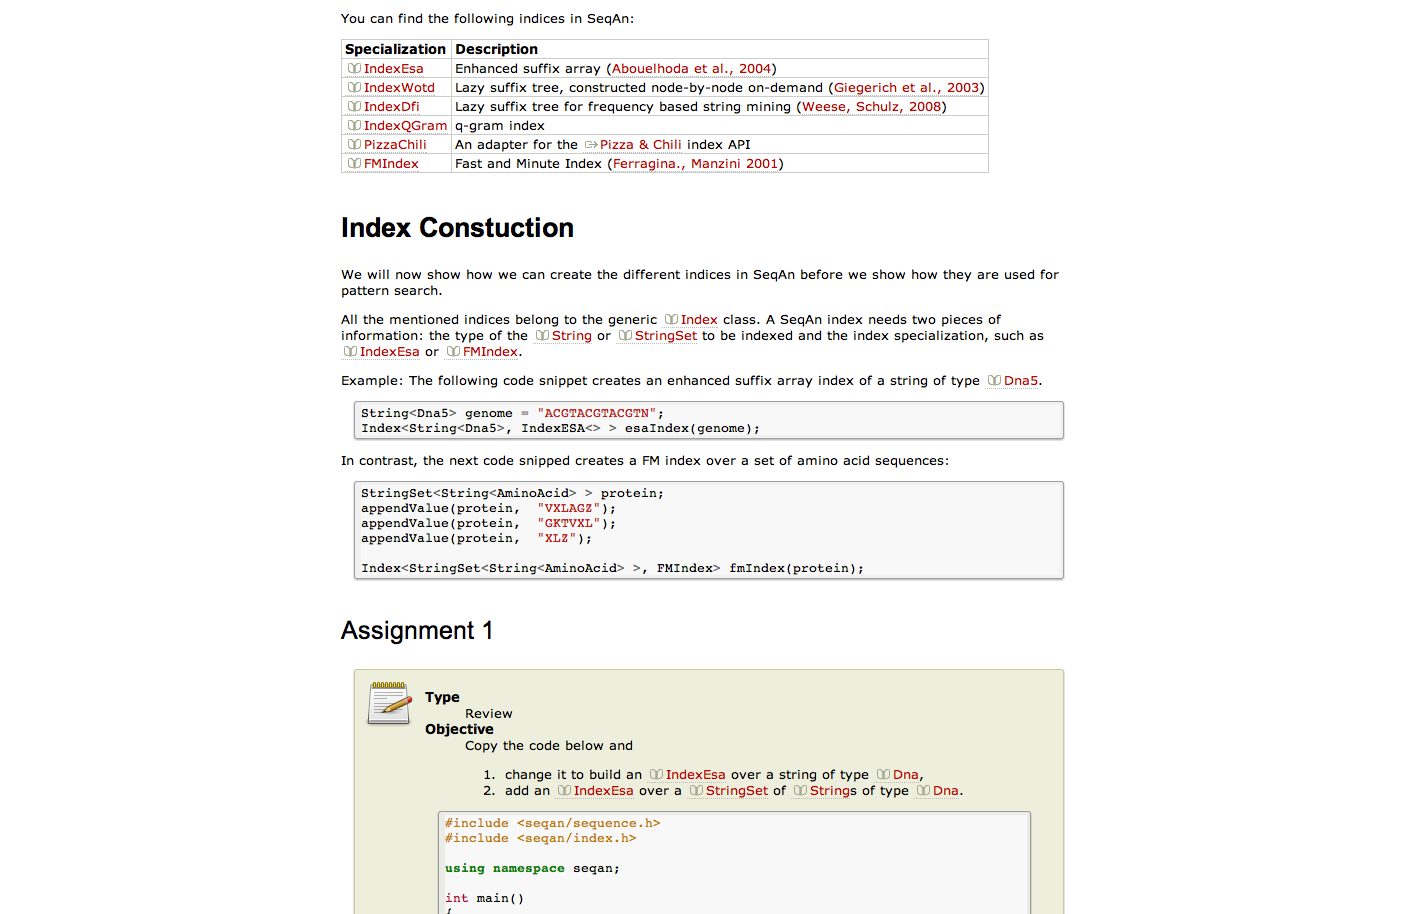 You can find the following indices in SeqAn:
Specialization Description
IndexEsa Enhanced suffix array (Abouelhoda et al., 2004)
IndexWotd Lazy suffix tree, constructed node-by-node on-demand (Giegerich et al., 2003)
IndexDfi Lazy suffix tree for frequency based string mining (Weese, Schulz, 2008)
IndexQGram q-gram index
PizzaChili An adapter for the Pizza & Chili index API
FMIndex Fast and Minute Index (Ferragina., Manzini 2001)
Index Constuction
We will now show how we can create the different indices in SeqAn before we show how they are used for
pattern search.
All the mentioned indices belong to the generic Index class. A SeqAn index needs two pieces of
information: the type of the String or StringSet to be indexed and the index specialization, such as
IndexEsa or FMIndex.
Example: The following code snippet creates an enhanced suffix array index of a string of type Dna5.
String<Dna5> genome = "ACGTACGTACGTN";
Index<String<Dna5>, IndexESA<> > esaIndex(genome);
In contrast, the next code snipped creates a FM index over a set of amino acid sequences:
StringSet<String<AminoAcid> > protein;
appendValue(protein, "VXLAGZ");
appendValue(protein, "GKTVXL");
appendValue(protein, "XLZ");
Index<StringSet<String<AminoAcid> >, FMIndex> fmIndex(protein);
Assignment 1
Type
Review
Objective
Copy the code below and
1. change it to build an IndexEsa over a string of type Dna,
2. add an IndexEsa over a StringSet of Strings of type Dna.
#include <seqan/sequence.h>
#include <seqan/index.h>
using namespace seqan;
int main()
{